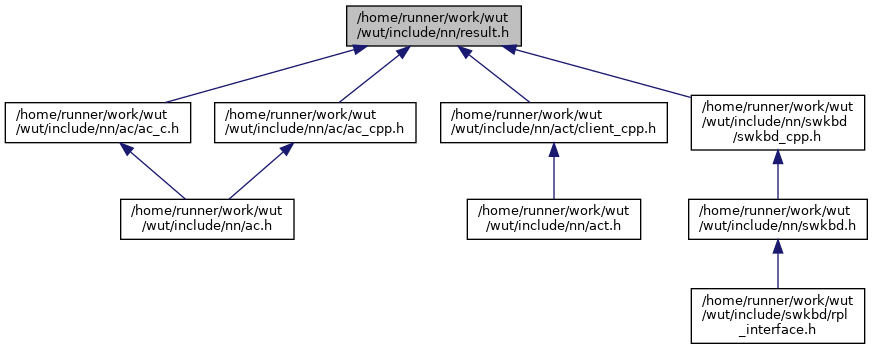 /home/runner/work/wut
/wut/include/nn/result.h
/home/runner/work/wut
/wut/include/nn/ac/ac_c.h
/home/runner/work/wut
/wut/include/nn/ac/ac_cpp.h
/home/runner/work/wut
/wut/include/nn/act/client_cpp.h
/home/runner/work/wut
/wut/include/nn/swkbd
/swkbd_cpp.h
/home/runner/work/wut
/wut/include/nn/ac.h
/home/runner/work/wut
/wut/include/nn/act.h
/home/runner/work/wut
/wut/include/nn/swkbd.h
/home/runner/work/wut
/wut/include/swkbd/rpl
_interface.h